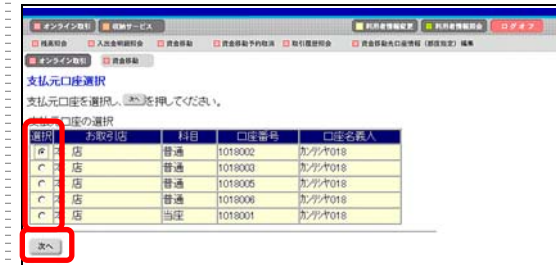 オンライン取引 収納サービス 利用者情報変更 利用者情報照会 ログオフ
残高照会 入出金明細照会 資金移動 資金移動予約取消 取引履歴照会 資金移動先口座情報(都度指定)編集
オンライン取引 資金移動
支払元口座選択
支払元口座を選択し、次へを押してください。
支払元口座の選択
選択 お取引店 科目 口座番号 口座名義人
本 店 普通 1018002 カンリシヤ018
本 店 普通 1018003 カンリシヤ018
本 店 普通 1018005 カンリシヤ018
本 店 普通 1018006 カンリシヤ018
本 店 当座 1018001 カンリシヤ018
次へ